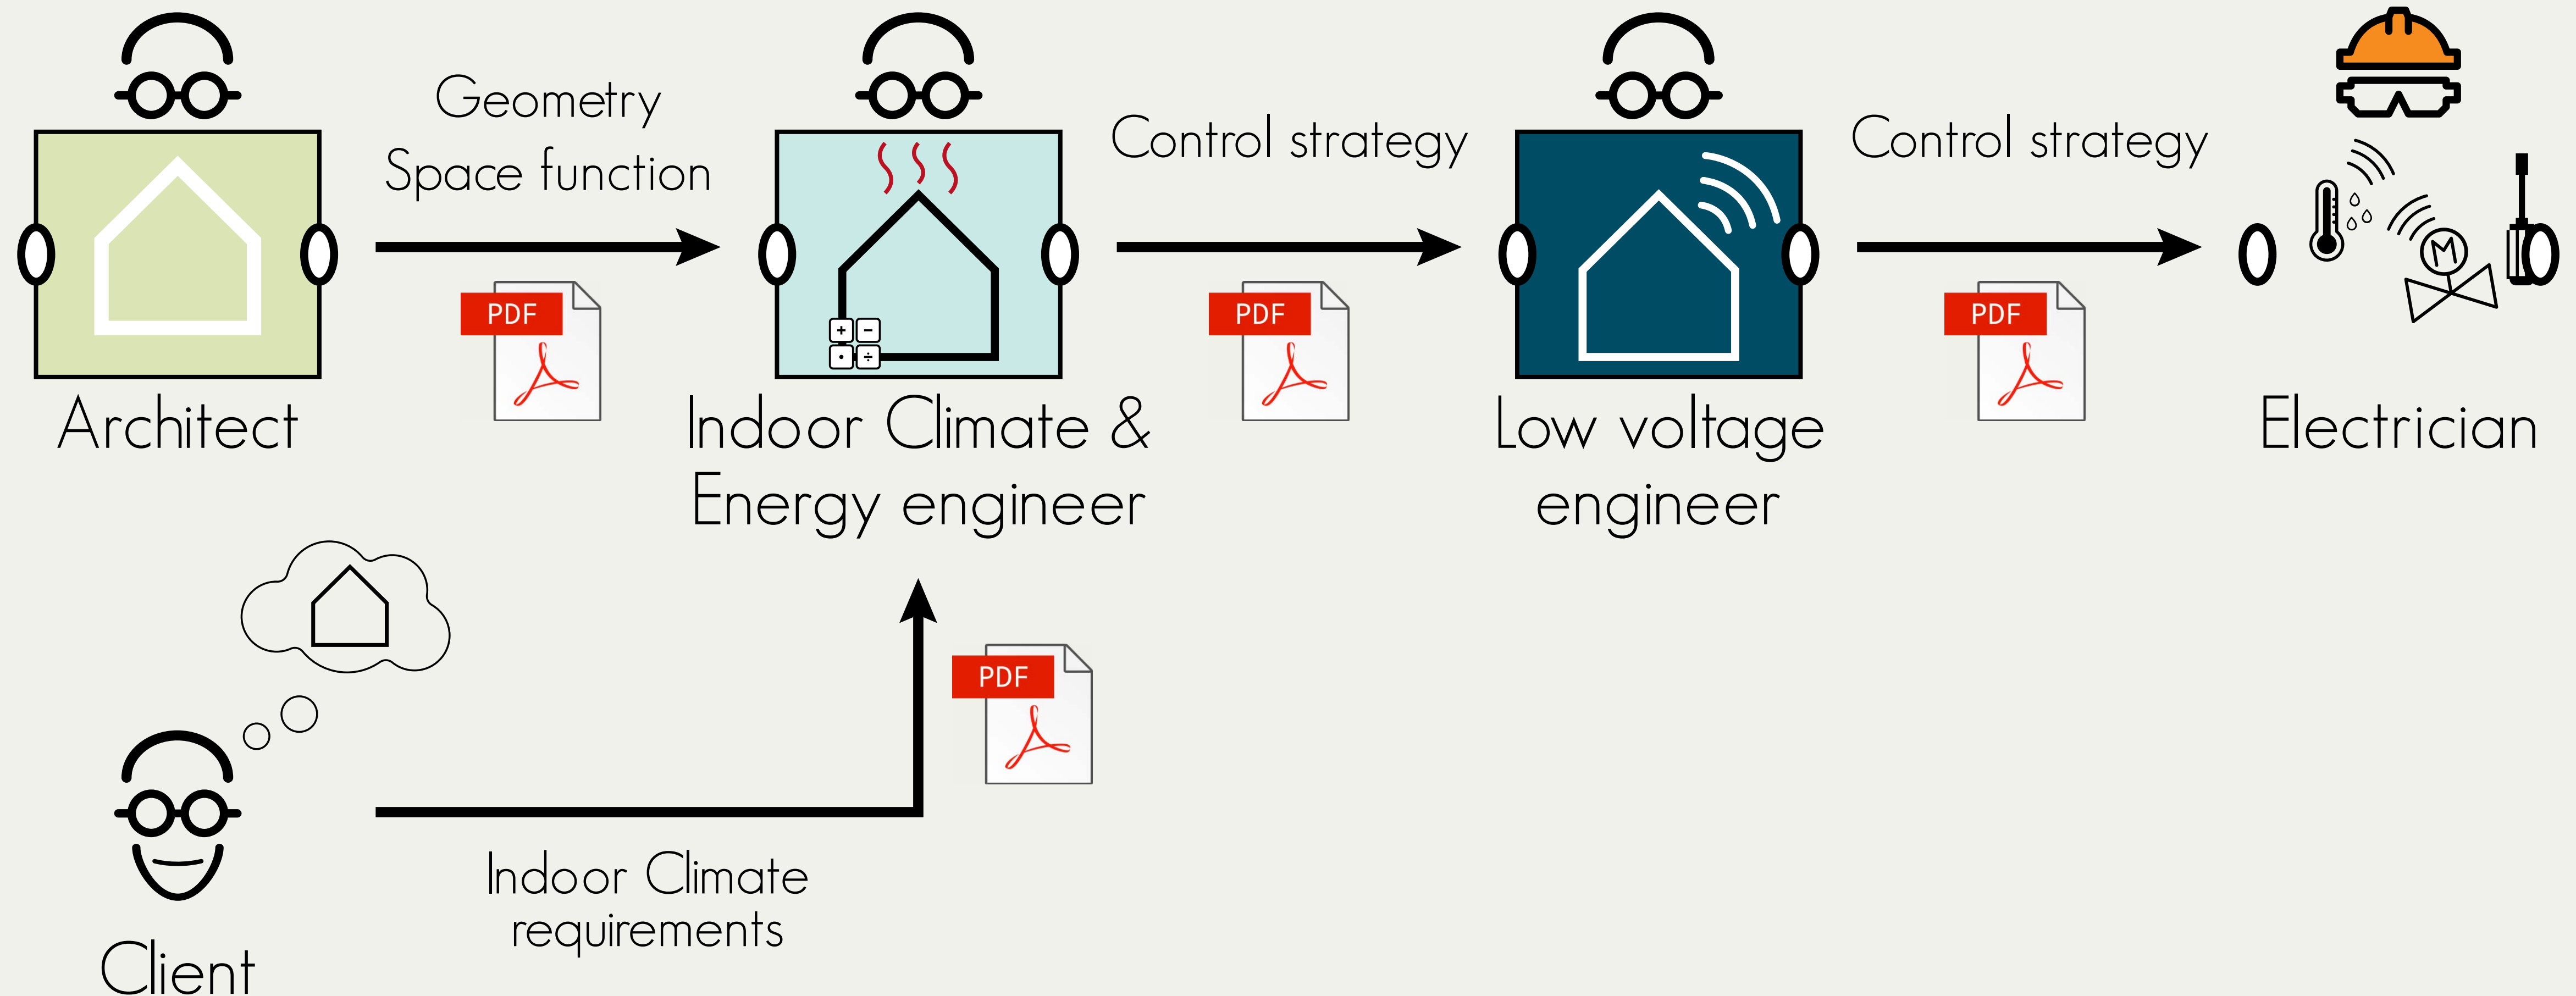 Geometry
Space function
Control strategy
Control strategy
PDF
PDF
PDF
M
+ −
• ÷
Architect
Indoor Climate &
Energy engineer
Low voltage
engineer
Electrician
PDF
Indoor Climate
requirements
Client